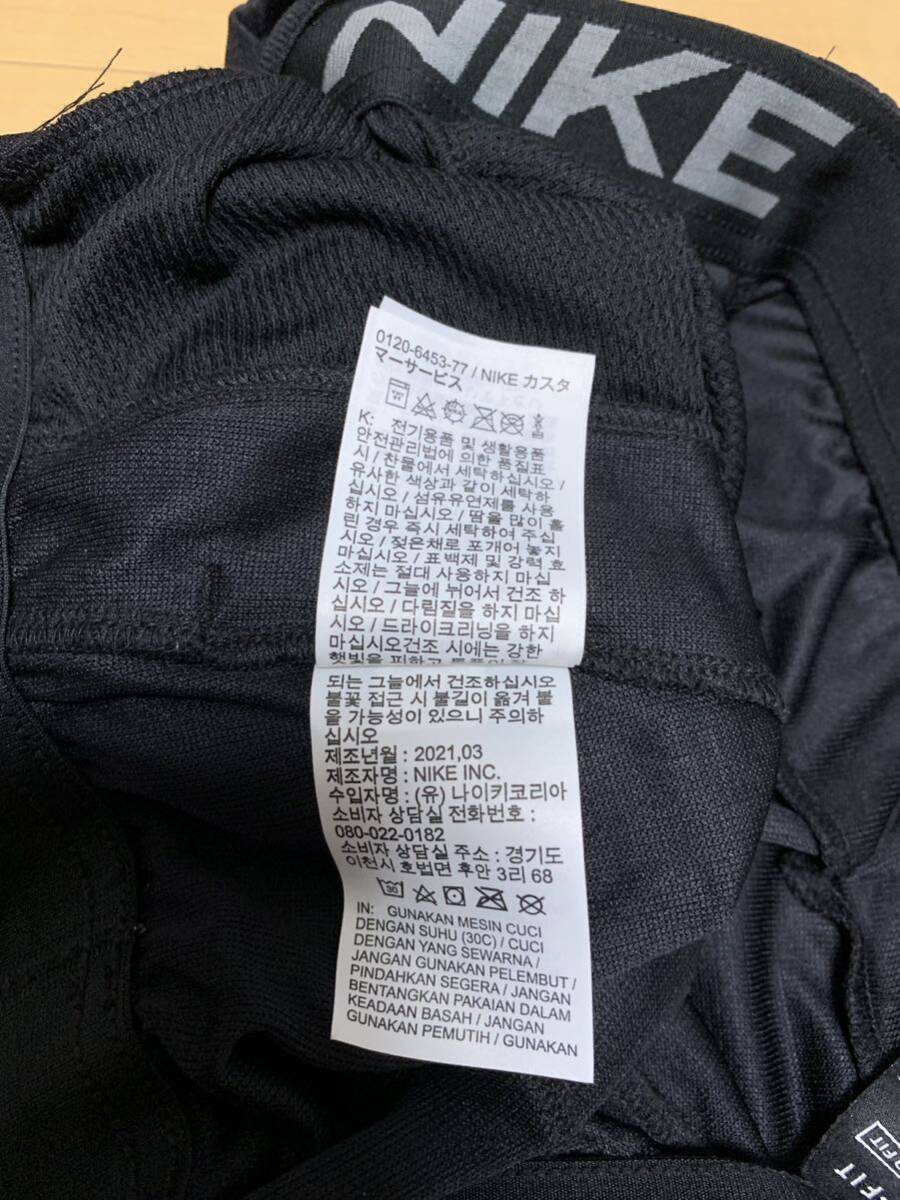 NIKE
0120-6453-77 / NIKE カスタ
マーサービス
K: 전기용품 및 생활용품
안전관리법에 의한 품질표
시 / 찬물에서 세탁하십시오 /
유사한 색상과 같이 세탁하
십시오 / 섬유유연제를 사용
하지 마십시오 / 땀을 많이 흘
린 경우 즉시 세탁하여 주십
시오 / 젖은채로 포개어 놓지
마십시오 / 표백제 및 강력 효
소제는 절대 사용하지 마십
시오 / 그늘에 뉘어서 건조 하
십시오 / 다림질을 하지 마십
시오 / 드라이크리닝을 하지
마십시오건조 시에는 강한
햇빛을 피하고
되는 그늘에서 건조하십시오
불꽃 접근 시 불길이 옮겨 붙
을 가능성이 있으니 주의하
십시오
제조년월 : 2021,03
제조자명 : NIKE INC.
수입자명 : (유) 나이키코리아
소비자 상담실 전화번호 :
080-022-0182
소비자 상담실 주소 : 경기도
이천시 호법면 후안 3리 68
30
IN: GUNAKAN MESIN CUCI
DENGAN SUHU (30C) / CUCI
DENGAN YANG SEWARNA /
JANGAN GUNAKAN PELEMBUT /
PINDAHKAN SEGERA / JANGAN
BENTANGKAN PAKAIAN DALAM
KEADAAN BASAH / JANGAN
GUNAKAN PEMUTIH / GUNAKAN
FIT